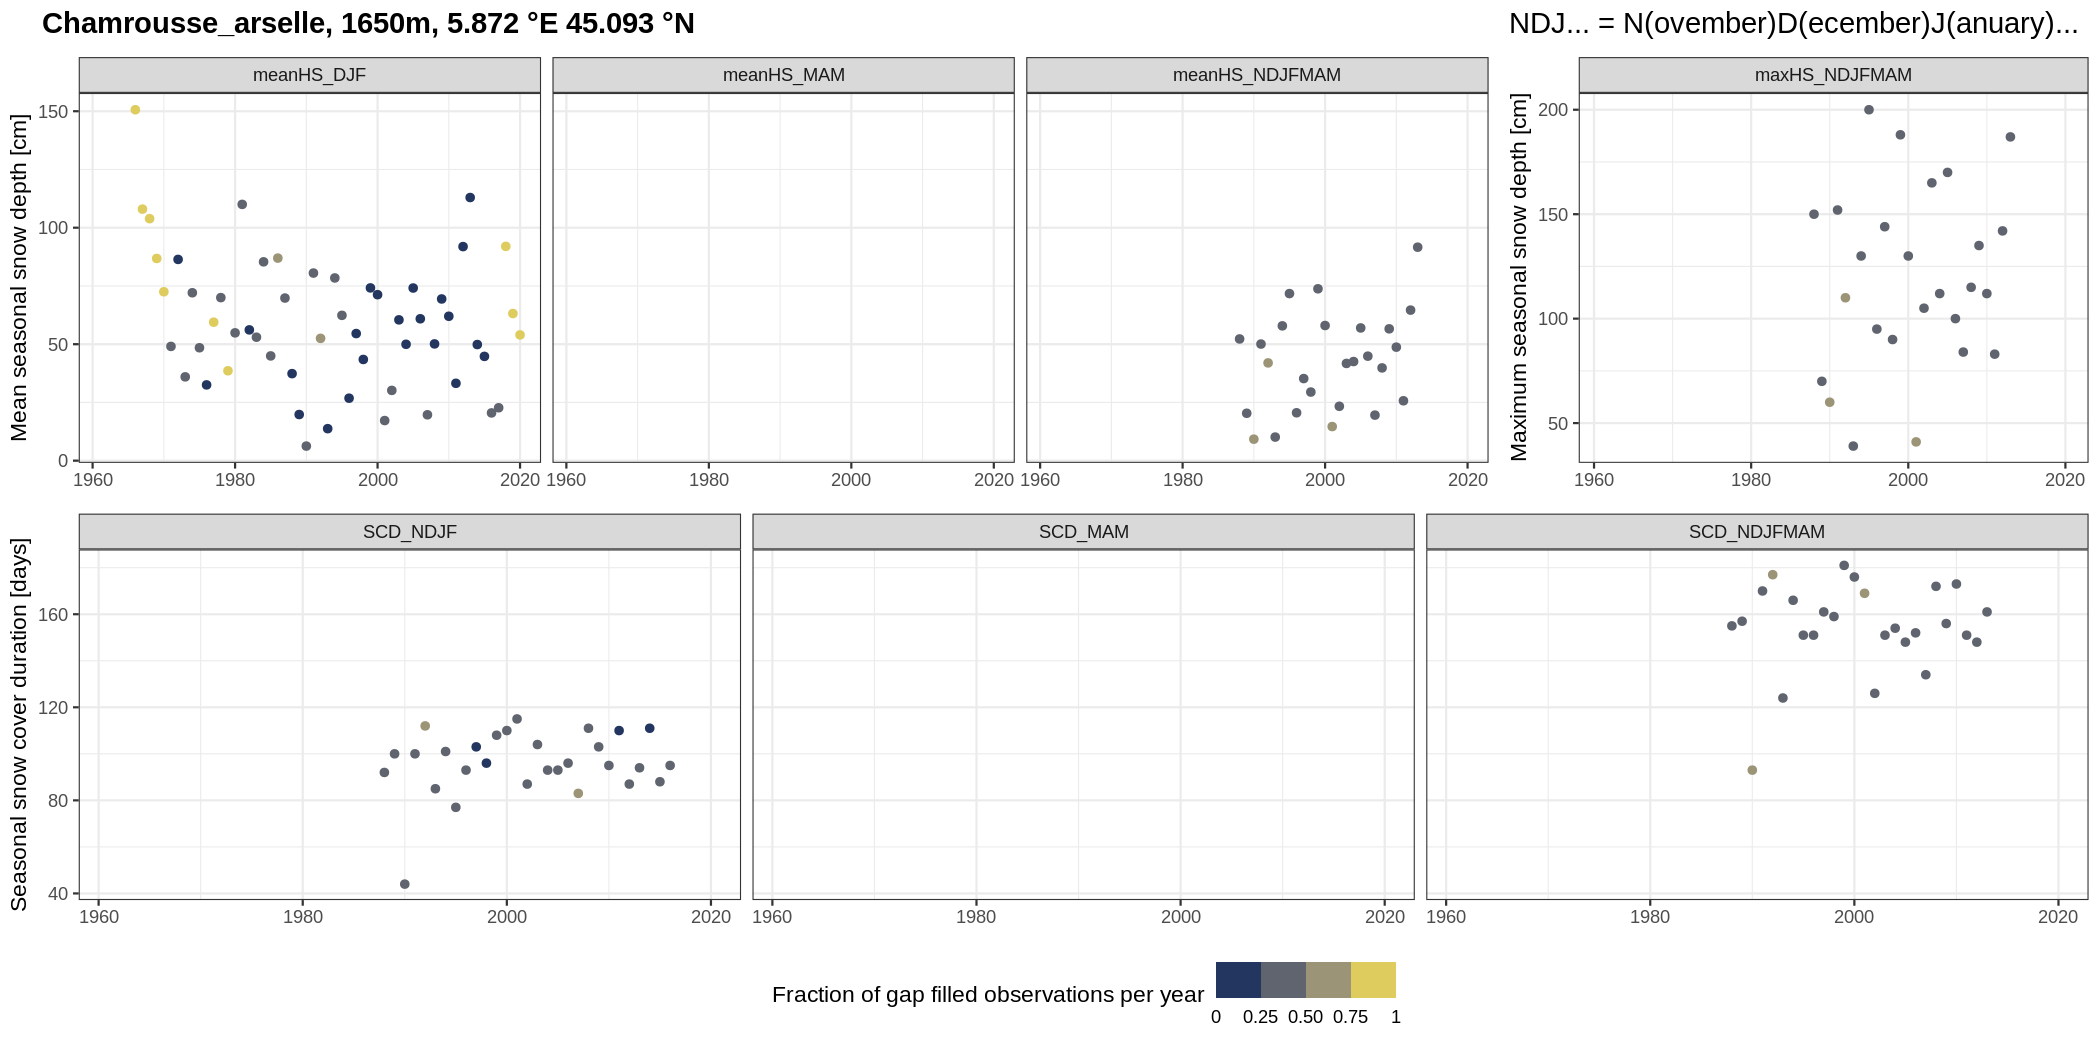 Chamrousse_arselle, 1650m, 5.872 °E 45.093 °N
NDJ... = N(ovember)D(ecember)J(anuary)...
meanHS_DJF
meanHS_MAM
meanHS_NDJFMAM
maxHS_NDJFMAM
Mean seasonal snow depth [cm]
150
100
50
0
1960 1980 2000 2020
1960 1980 2000 2020
1960 1980 2000 2020
Maximum seasonal snow depth [cm]
200
150
100
50
1960 1980 2000 2020
SCD_NDJF
SCD_MAM
SCD_NDJFMAM
Seasonal snow cover duration [days]
160
120
80
40
1960 1980 2000 2020
1960 1980 2000 2020
1960 1980 2000 2020
Fraction of gap filled observations per year
0 0.25 0.50 0.75 1